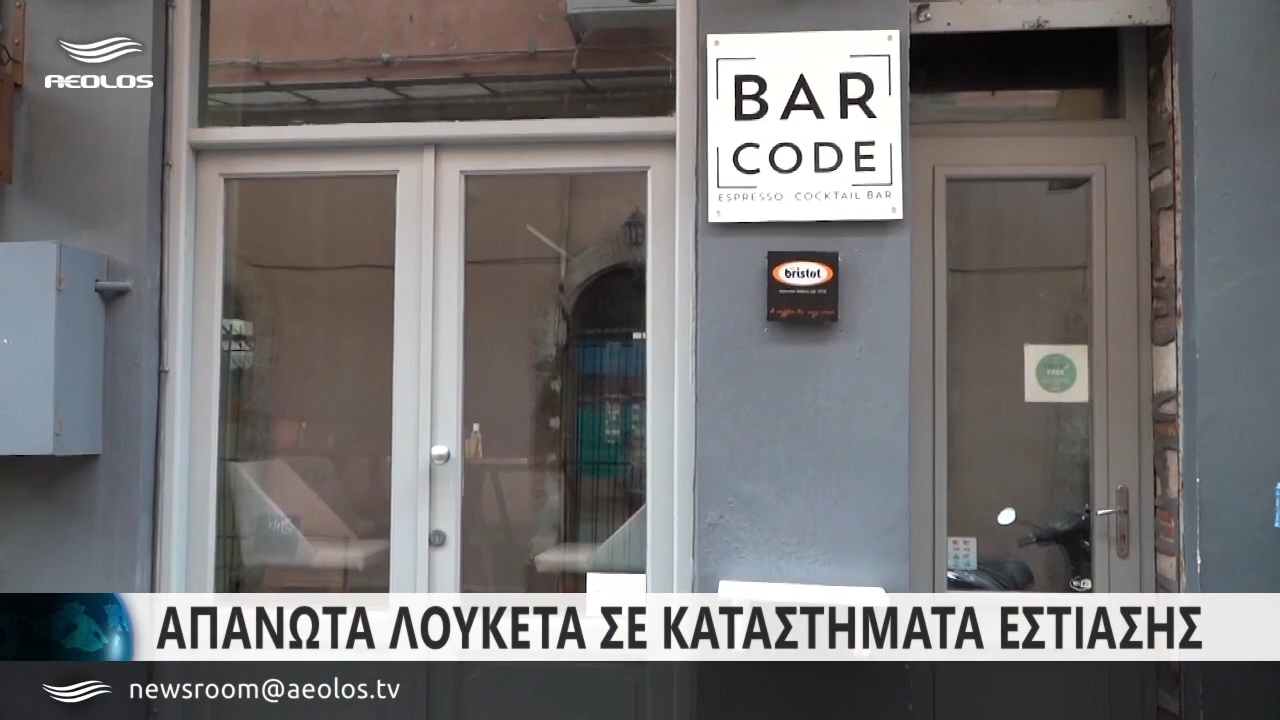 AEOLOS
BAR
CODE
ESPRESSO COCKTAIL BAR
bristot
ΑΠΑΝΩΤΑ ΛΟΥΚΕΤΑ ΣΕ ΚΑΤΑΣΤΗΜΑΤΑ ΕΣΤΙΑΣΗΣ
newsroom@aeolos.tv